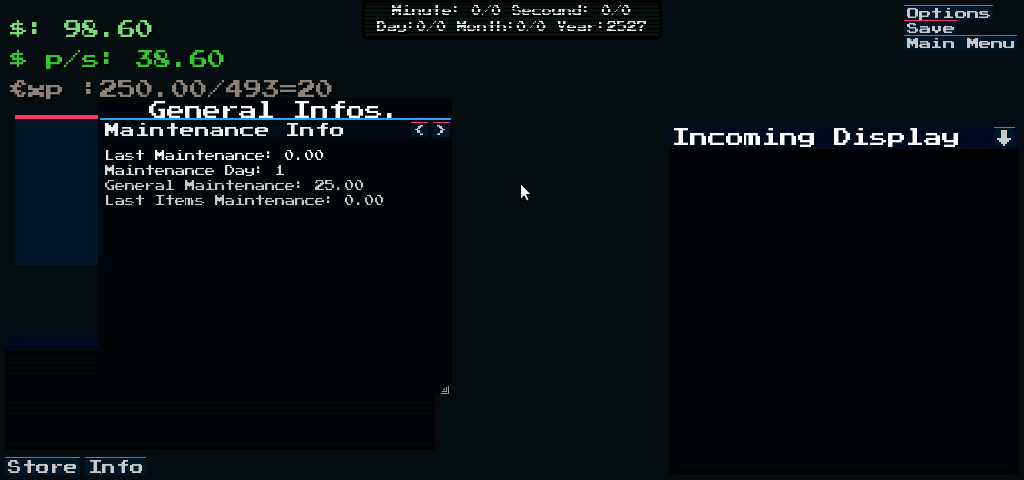 Minute: 0/0 Secound: 0/0
Day:0/0 Month:0/0 Year:2527
Options
Save
Main Menu
$: 98.60
$ p/s: 38.60
€xp :250.00/493=20
General Infos.
Maintenance Info < >
Last Maintenance: 0.00
Maintenance Day: 1
General Maintenance: 25.00
Last Items Maintenance: 0.00
Incoming Display
Store Info